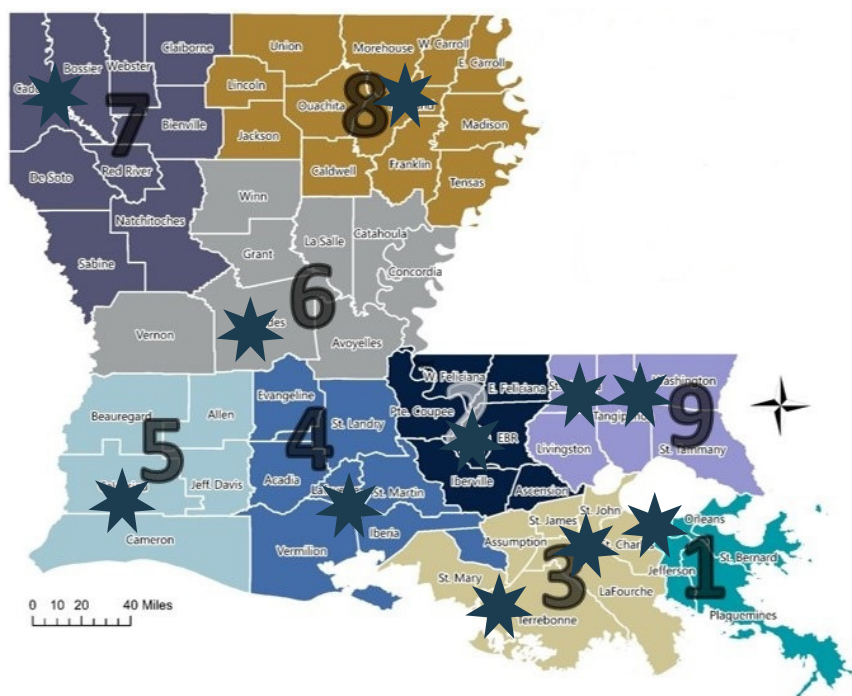 Claiborne
Union
Morehouse
W. Carroll
Bossier
Webster
E. Carroll
Lincoln
7
8
Ouachita
Bienville
Madison
Jackson
Franklin
Caldwell
Red River
De Soto
Tensas
Winn
Natchitoches
La Salle
Catahoula
Grant
Sabine
Concordia
6
Vernon
Avoyelles
W. Feliciana
E. Feliciana
Washington
Evangeline
2
9
Beauregard
Allen
Pte. Coupee
St. Landry
5
4
EBR
Livingston
St. Tammany
Acadia
Iberville
Jeff. Davis
St. Martin
Ascension
St. John
St. James
Orleans
Iberia
Cameron
Assumption
Vermilion
St. Bernard
3
1
Jefferson
St. Mary
LaFourche
0 10 20 40 Miles
Plaquemines
Terrebonne